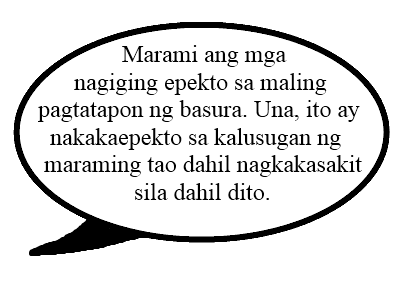 Marami ang mga
nagiging epekto sa maling
pagtatapon ng basura. Una, ito ay
nakakaepekto sa kalusugan ng
maraming tao dahil nagkakasakit
sila dahil dito.